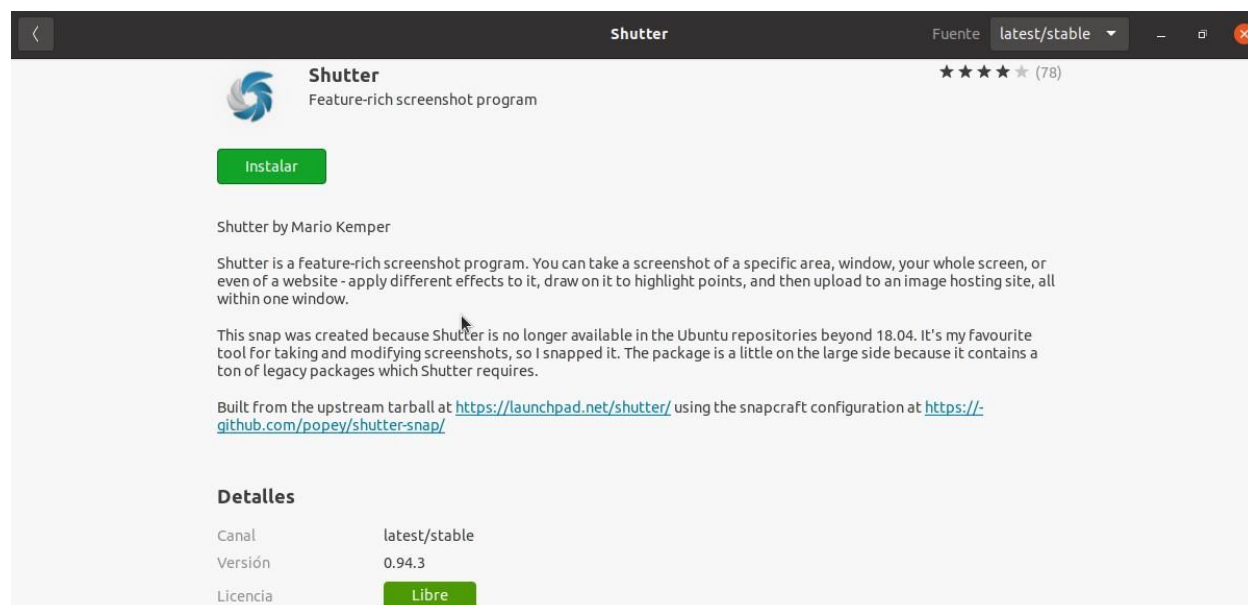 Shutter
Fuente latest/stable
Shutter
(78)
Feature-rich screenshot program
Instalar
Shutter by Mario Kemper
Shutter is a feature-rich screenshot program. You can take a screenshot of a specific area, window, your whole screen, or
even of a website - apply different effects to it, draw on it to highlight points, and then upload to an image hosting site, all
within one window.
This snap was created because Shutter is no longer available in the Ubuntu repositories beyond 18.04. It's my favourite
tool for taking and modifying screenshots, so I snapped it. The package is a little on the large side because it contains a
ton of legacy packages which Shutter requires.
Built from the upstream tarball at https://launchpad.net/shutter/ using the snapcraft configuration at https://-
github.com/popey/shutter-snap/
Detalles
Canal latest/stable
Versión 0.94.3
Licencia Libre